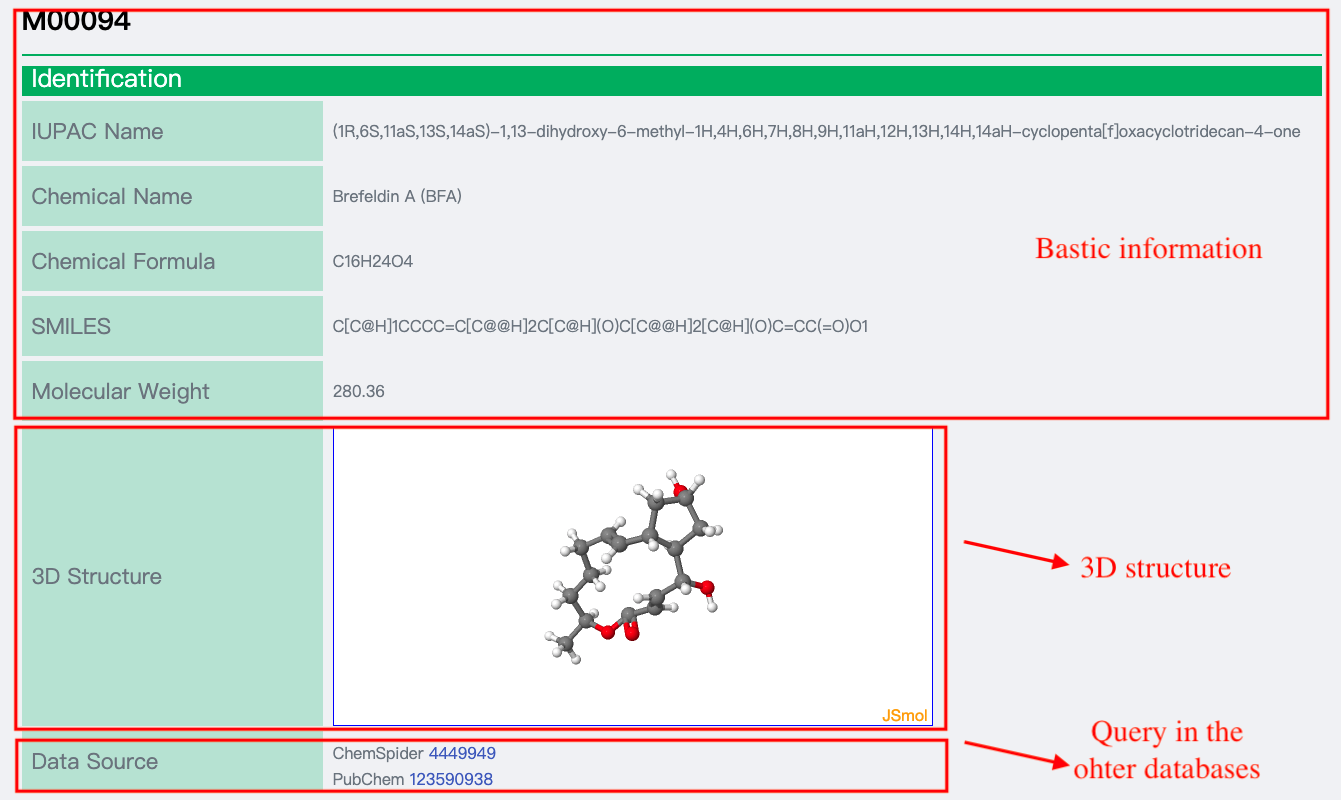 M00094
Identification
IUPAC Name
(1R,6S,11aS,13S,14aS)-1,13-dihydroxy-6-methyl-1H,4H,6H,7H,8H,9H,11aH,12H,13H,14H,14aH-cyclopenta[f]oxacyclotridecan-4-one
Chemical Name
Brefeldin A (BFA)
Bastic information
Chemical Formula
C16H24O4
SMILES
C[C@H]1CCCC=C[C@@H]2C[C@H](O)C[C@@H]2[C@H](O)C=CC(=O)O1
Molecular Weight
280.36
3D Structure
JSmol
3D structure
Data Source
ChemSpider 4449949
PubChem 123590938
Query in the
ohter databases